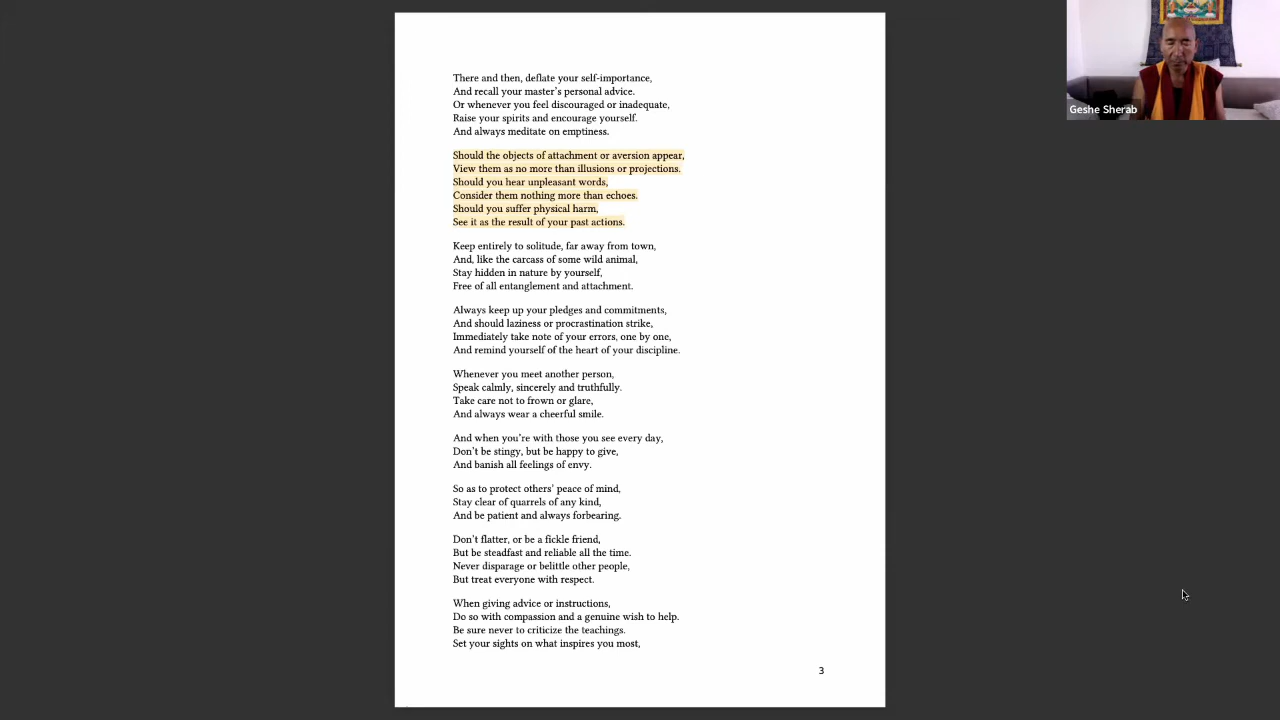 There and then, deflate your self-importance,
And recall your master's personal advice.
Or whenever you feel discouraged or inadequate,
Raise your spirits and encourage yourself.
And always meditate on emptiness.
Should the objects of attachment or aversion appear,
View them as no more than illusions or projections.
Should you hear unpleasant words,
Consider them nothing more than echoes.
Should you suffer physical harm,
See it as the result of your past actions.
Keep entirely to solitude, far away from town,
And, like the carcass of some wild animal,
Stay hidden in nature by yourself,
Free of all entanglement and attachment.
Always keep up your pledges and commitments,
And should laziness or procrastination strike,
Immediately take note of your errors, one by one,
And remind yourself of the heart of your discipline.
Whenever you meet another person,
Speak calmly, sincerely and truthfully.
Take care not to frown or glare,
And always wear a cheerful smile.
And when you're with those you see every day,
Don't be stingy, but be happy to give,
And banish all feelings of envy.
So as to protect others' peace of mind,
Stay clear of quarrels of any kind,
And be patient and always forbearing.
Don't flatter, or be a fickle friend,
But be steadfast and reliable all the time.
Never disparage or belittle other people,
But treat everyone with respect.
When giving advice or instructions,
Do so with compassion and a genuine wish to help.
Be sure never to criticize the teachings.
Set your sights on what inspires you most,
3
Geshe Sherab